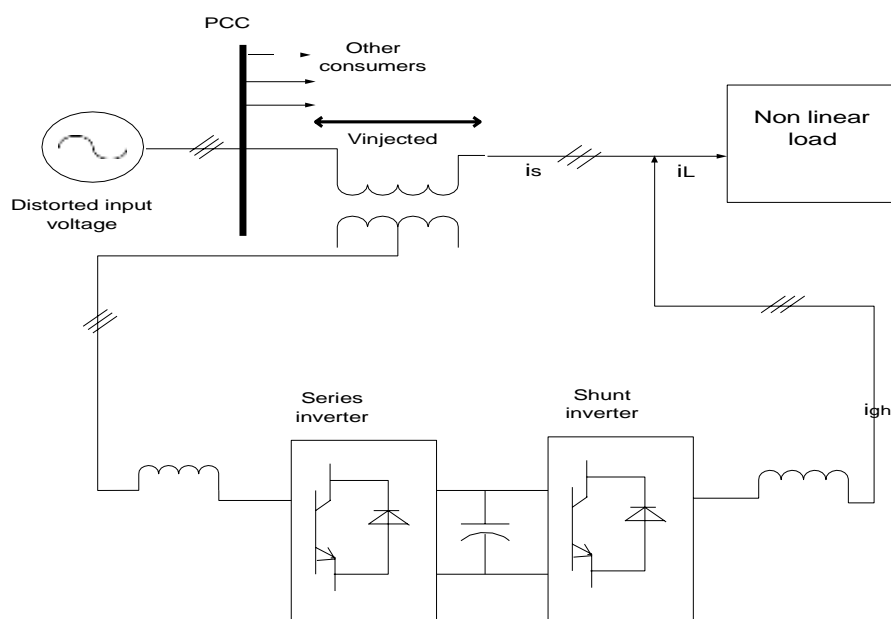 PCC
Other
consumers
Vinjected
Non linear
load
is
iL
Distorted input
voltage
Series
inverter
Shunt
inverter
igh